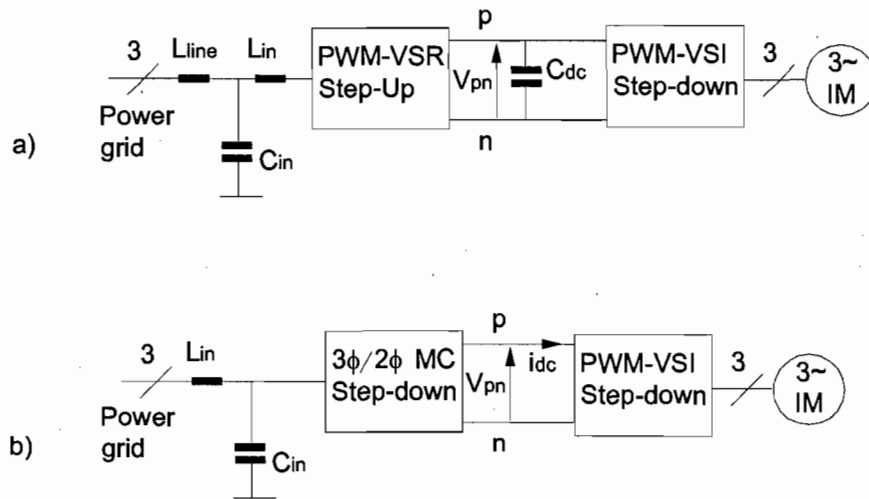 a)
3
Lline
Lin
Power
grid
Cin
PWM-VSR
Step-Up
p
Vpn
Cdc
n
PWM-VSI
Step-down
3
3~
IM
b)
3
Lin
Power
grid
Cin
3ϕ/2ϕ MC
Step-down
p
idc
Vpn
n
PWM-VSI
Step-down
3
3~
IM